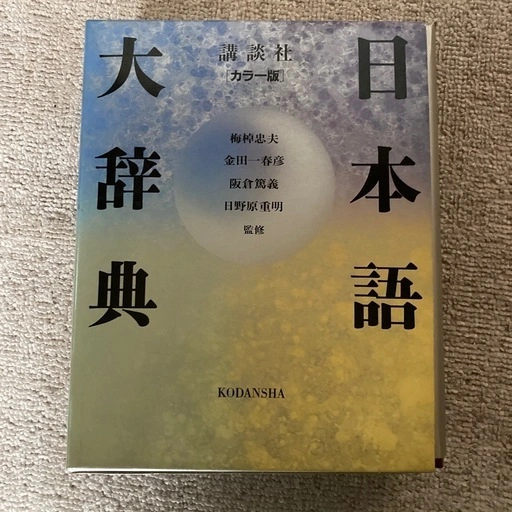 講談社
[カラー版]
日本語
大辞典
梅棹忠夫
金田一春彦
阪倉篤義
日野原重明
監修
KODANSHA